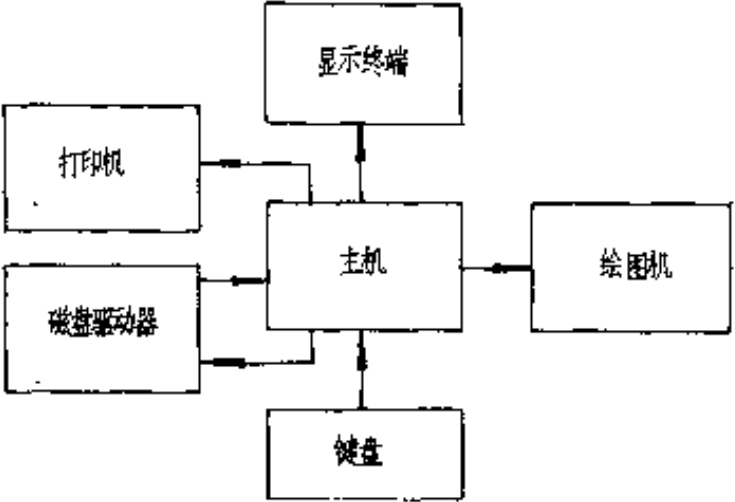 显示终端
打印机
主机
绘图机
磁盘驱动器
键盘